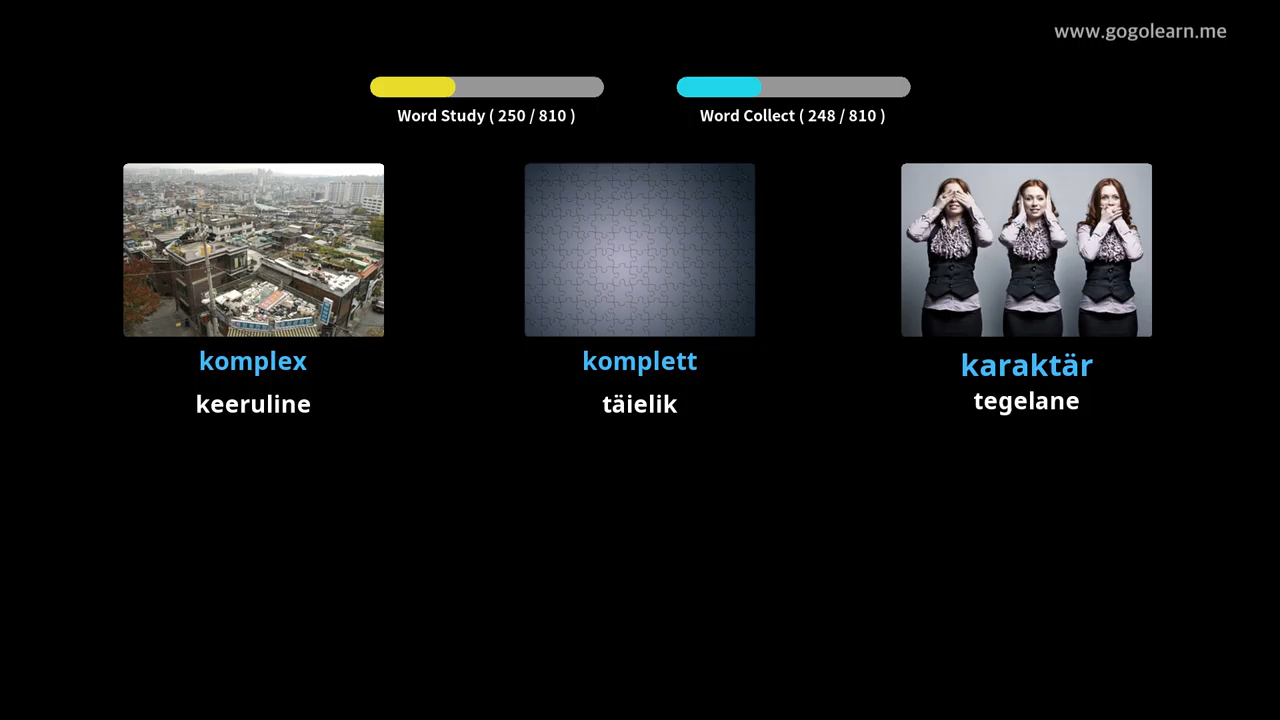 www.gogolearn.me
Word Study ( 250 / 810 )
Word Collect ( 248 / 810 )
komplex
keeruline
komplett
täielik
karaktär
tegelane